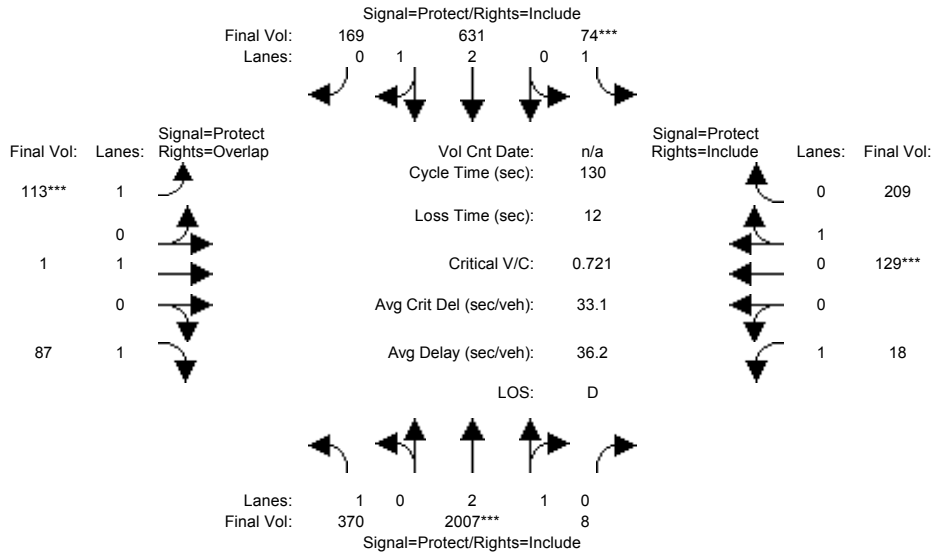 Signal=Protect/Rights=Include
Final Vol: 169 631 74***
Lanes: 0 1 2 0 1
Signal=Protect
Final Vol: Lanes: Rights=Overlap
Vol Cnt Date: n/a
Signal=Protect
Rights=Include Lanes: Final Vol:
Cycle Time (sec): 130
113*** 1
0 209
Loss Time (sec): 12
0
1
1 1
Critical V/C: 0.721
0 129***
0
Avg Crit Del (sec/veh): 33.1
0
87 1
Avg Delay (sec/veh): 36.2
1 18
LOS: D
Lanes: 1 0 2 1 0
Final Vol: 370 2007*** 8
Signal=Protect/Rights=Include